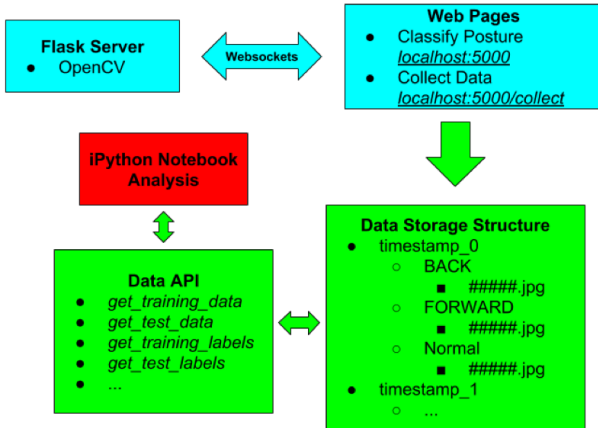 Flask Server
● OpenCV
Websockets
Web Pages
● Classify Posture
localhost:5000
● Collect Data
localhost:5000/collect
iPython Notebook
Analysis
Data API
● get_training_data
● get_test_data
● get_training_labels
● get_test_labels
● ...
Data Storage Structure
● timestamp_0
○ BACK
■ #####.jpg
○ FORWARD
■ #####.jpg
○ Normal
■ #####.jpg
● timestamp_1
○ ...